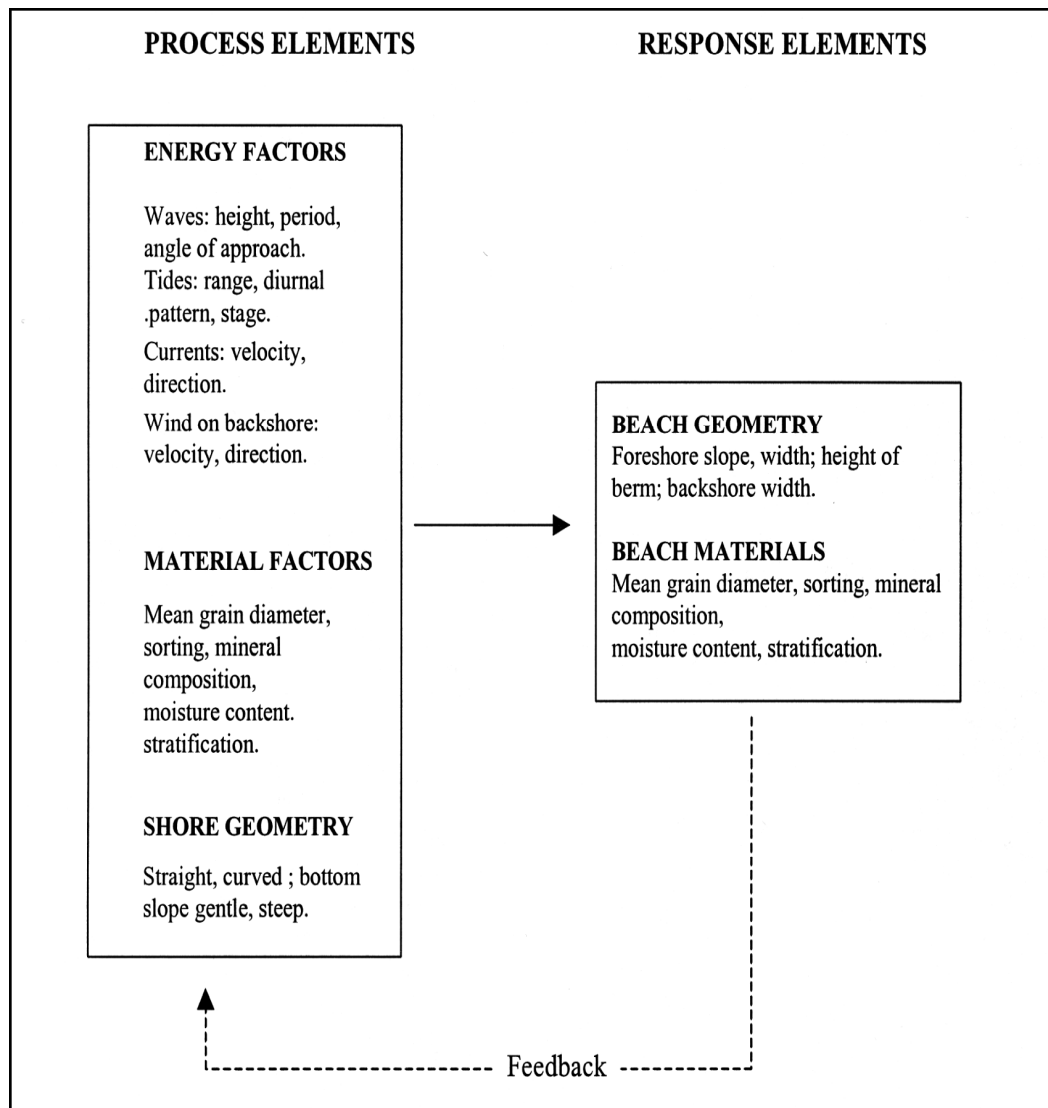 PROCESS ELEMENTS
RESPONSE ELEMENTS
ENERGY FACTORS
Waves: height, period,
angle of approach.
Tides: range, diurnal
.pattern, stage.
Currents: velocity,
direction.
Wind on backshore:
velocity, direction.
MATERIAL FACTORS
Mean grain diameter,
sorting, mineral
composition,
moisture content.
stratification.
SHORE GEOMETRY
Straight, curved ; bottom
slope gentle, steep.
BEACH GEOMETRY
Foreshore slope, width; height of
berm; backshore width.
BEACH MATERIALS
Mean grain diameter, sorting, mineral
composition,
moisture content, stratification.
Feedback